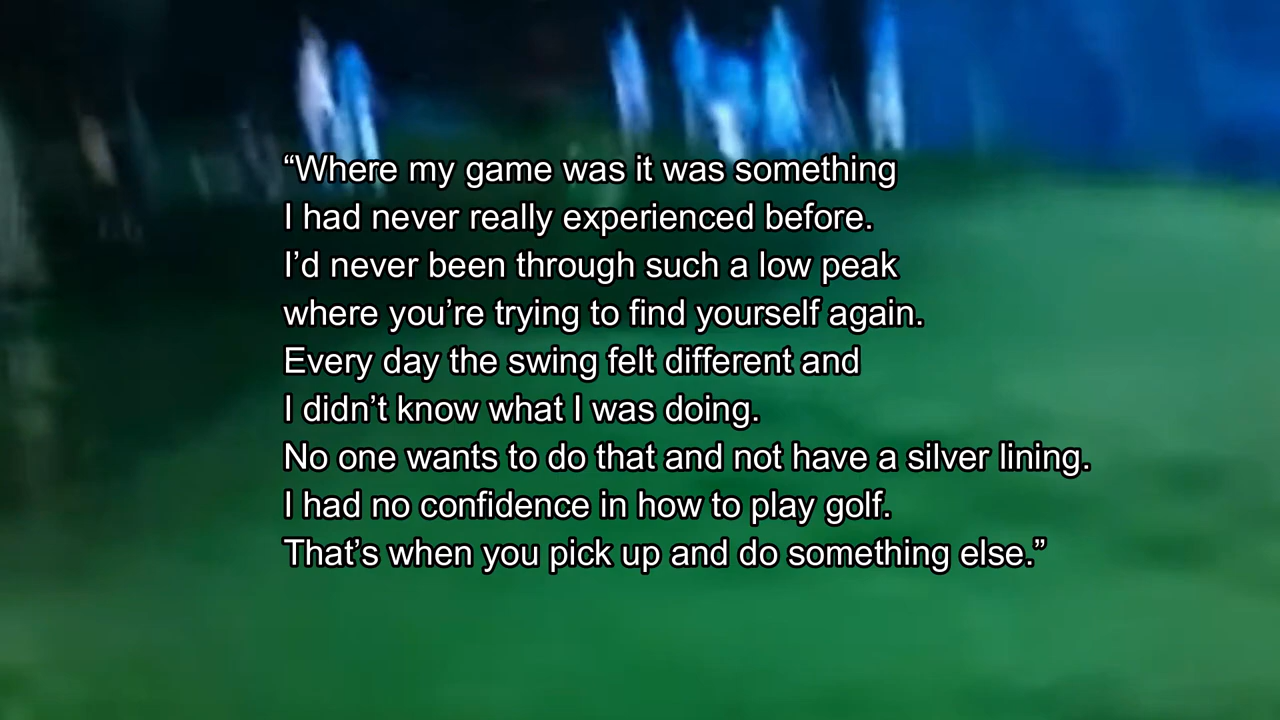 “Where my game was it was something
I had never really experienced before.
I’d never been through such a low peak
where you’re trying to find yourself again.
Every day the swing felt different and
I didn’t know what I was doing.
No one wants to do that and not have a silver lining.
I had no confidence in how to play golf.
That’s when you pick up and do something else.”